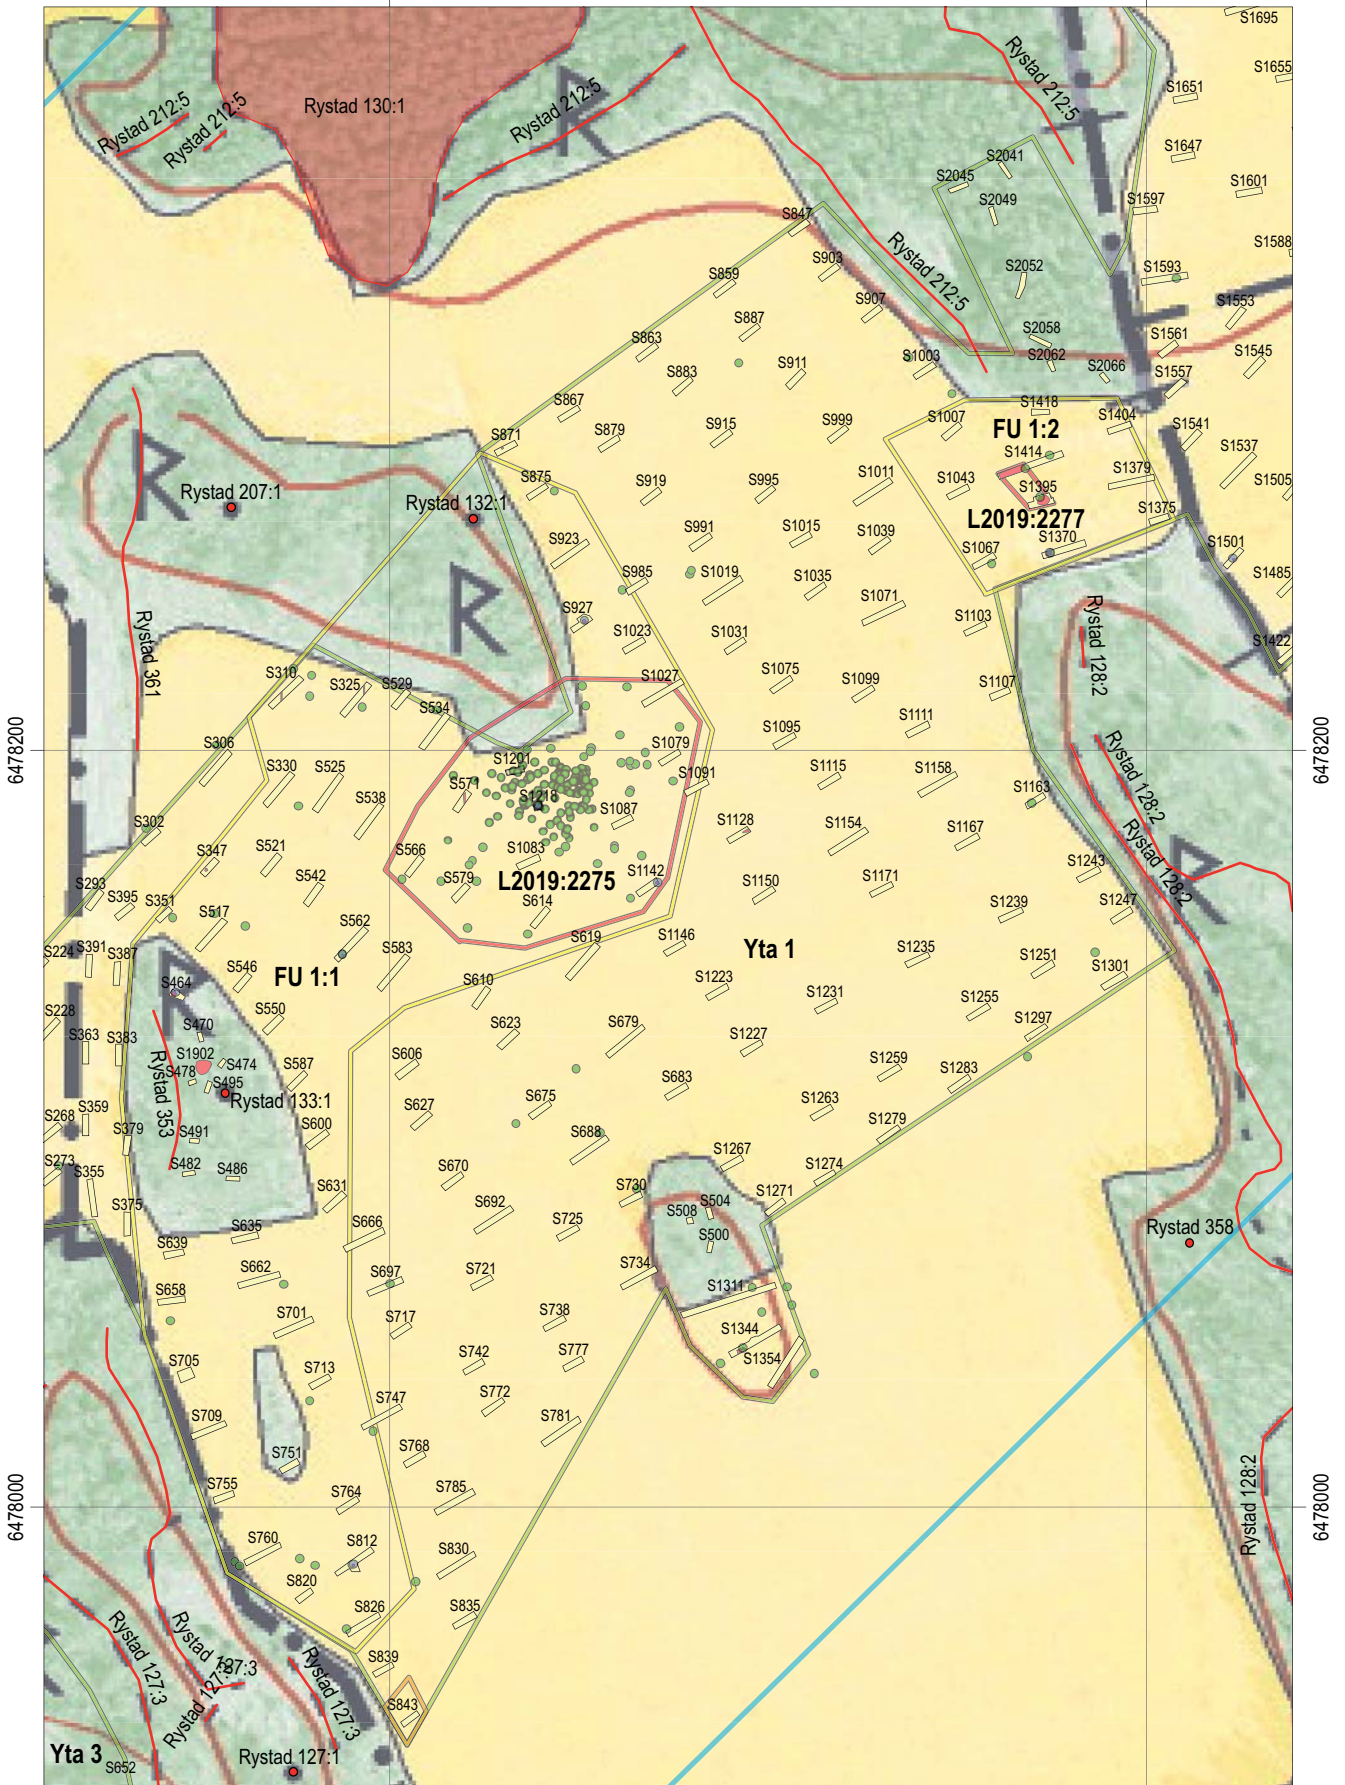 S1695
S1655
S1651
Rystad 212:5
Rystad 212:5
Rystad 130:1
Rystad 212:5
Rystad 212:5
R
S1647
S2041
S2045
S1601
S1597
S2049
S847
S1588
Rystad 212:5
S903
S859
S2052
S1593
S907
S1553
S887
S863
S2058
S1561
S2062
S1003
S1545
S911
S883
S2066
S1557
S867
S1418
S1007
S1404
FU 1:2
S871
S879
S915
S999
S1541
S1537
S1414
R
S875
S919
S995
S1011
S1043
S1395
S1379
S1505
Rystad 207:1
Rystad 132:1
L2019:2277
S1375
S923
S991
S1015
S1039
S1370
S1501
S1067
S985
S1019
S1035
S1485
S1071
R
S927
S1103
Rystad 128:2
S1023
S1031
S1422
Rystad 361
S310
S325
S529
S1027
S1075
S1099
S1107
S534
S1095
S1111
6478200
6478200
S306
S1201
S1079
S330
S525
S571
S1091
S1115
S1158
S1163
Rystad 128:2
S538
S1218
S1087
S302
S1128
S1154
S1167
Rystad 128:2
R
S347
S521
S566
S1083
S1243
S293
S542
S579
L2019:2275
S1142
S1150
S1171
S395
S351
S517
S614
S1239
S1247
S562
S224
S391
S387
S583
S619
S1146
Yta 1
S1235
S1251
S1301
S546
FU 1:1
S610
S1223
S464
R
S1231
S1255
S228
S550
S470
S623
S679
S1227
S1297
S363
S383
S1902
S474
S606
S1259
S478
S495
S587
S683
S1283
Rystad 133:1
Rystad 353
S675
S627
S1263
S268
S359
S379
S491
S600
S688
S1279
S273
S355
S482
S486
S670
S1267
S1274
S631
S730
S504
S375
S692
S508
S1271
S635
S666
S725
S500
Rystad 358
S639
S662
S697
S721
S734
S658
S1311
S701
S717
S738
S1344
S705
S713
S742
S777
S1354
S747
S772
S709
S781
S751
S768
Rystad 128:2
S755
S764
S785
6478000
6478000
S760
S812
S830
S820
S826
S835
Rystad 127:3
Rystad 127:3
Rystad 127:3
S839
S843
Yta 3
S652
Rystad 127:1